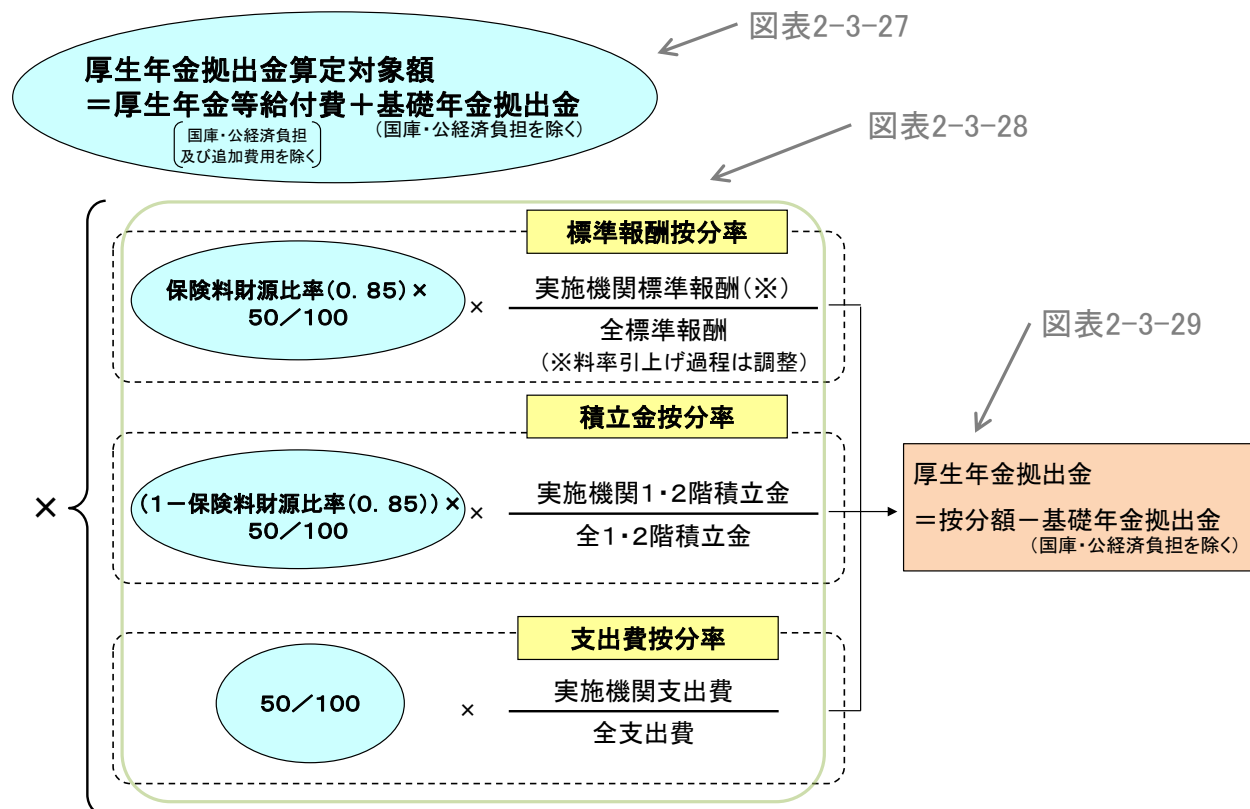 図表2-3-27
厚生年金拠出金算定対象額
＝厚生年金等給付費＋基礎年金拠出金
国庫・公経済負担
及び追加費用を除く
（国庫・公経済負担を除く）
図表2-3-28
標準報酬按分率
保険料財源比率（0．85）×
50／100
×
実施機関標準報酬（※）
全標準報酬
（※料率引上げ過程は調整）
図表2-3-29
積立金按分率
×
（1－保険料財源比率（0．85））×
50／100
×
実施機関1・2階積立金
全1・2階積立金
厚生年金拠出金
＝按分額－基礎年金拠出金
（国庫・公経済負担を除く）
支出費按分率
50／100
×
実施機関支出費
全支出費